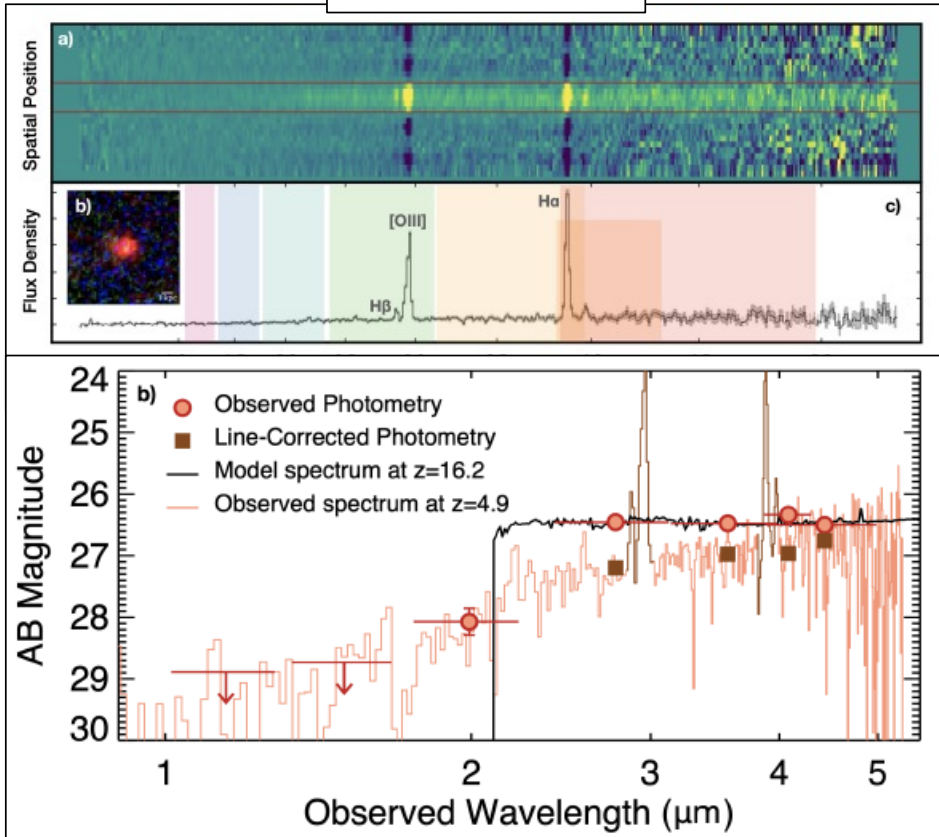 a)
Spatial Position
b)
c)
Flux Density
[OIII]
Hβ
Hα
1 kpc
b)
Observed Photometry
Line-Corrected Photometry
Model spectrum at z=16.2
Observed spectrum at z=4.9
AB Magnitude
24
25
26
27
28
29
30
1 2 3 4 5
Observed Wavelength (μm)